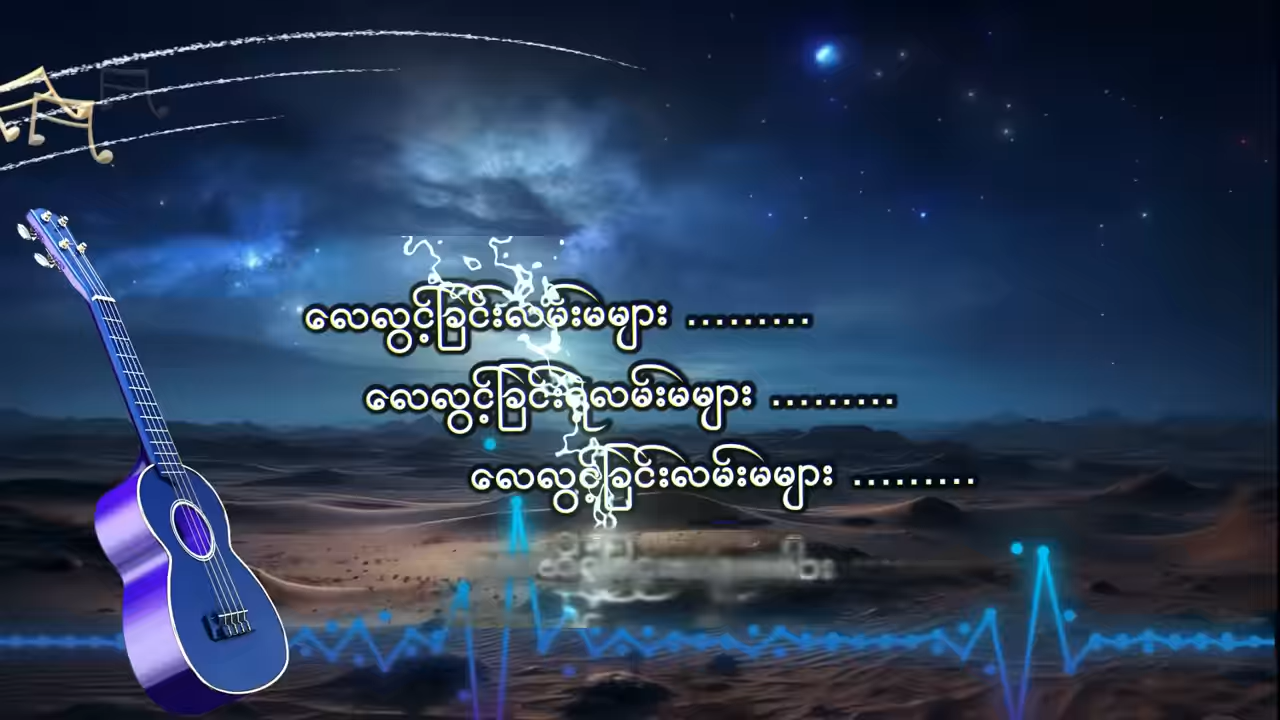 လေလွင့်ခြင်းလမ်းမများ .........
လေလွင့်ခြင်းရဲ့လမ်းမများ .........
လေလွင့်ခြင်းလမ်းမများ .........